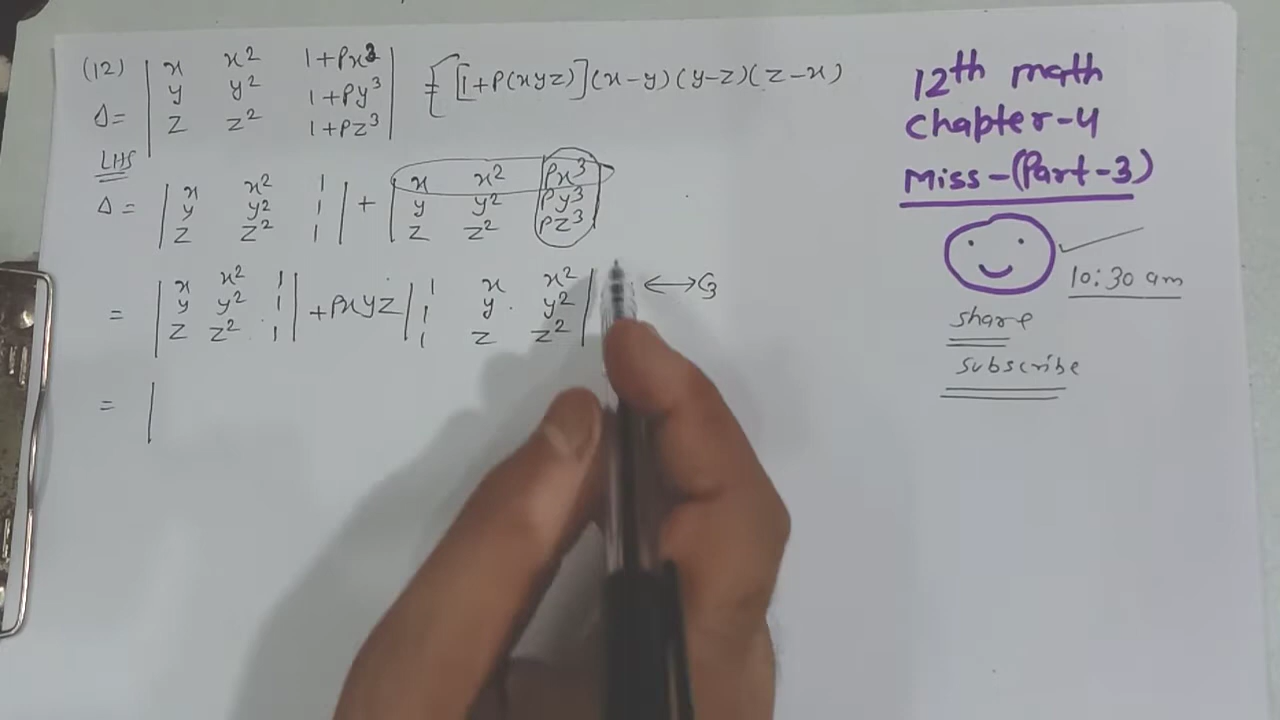 (12) Δ= | x x² 1+Px³ | = [1+P(xyz)](x-y)(y-z)(z-x)
| y y² 1+Py³ |
| z z² 1+Pz³ |
LHS
Δ = | x x² 1 | + | x x² Px³ |
| y y² 1 | | y y² Py³ |
| z z² 1 | | z z² Pz³ |
= | x x² 1 | + Pxyz | 1 x x² | ⟷C3
| y y² 1 | | 1 y y² |
| z z² 1 | | 1 z z² |
= |
12th math
Chapter-4
Miss-(Part-3)
10:30 am
share
subscribe